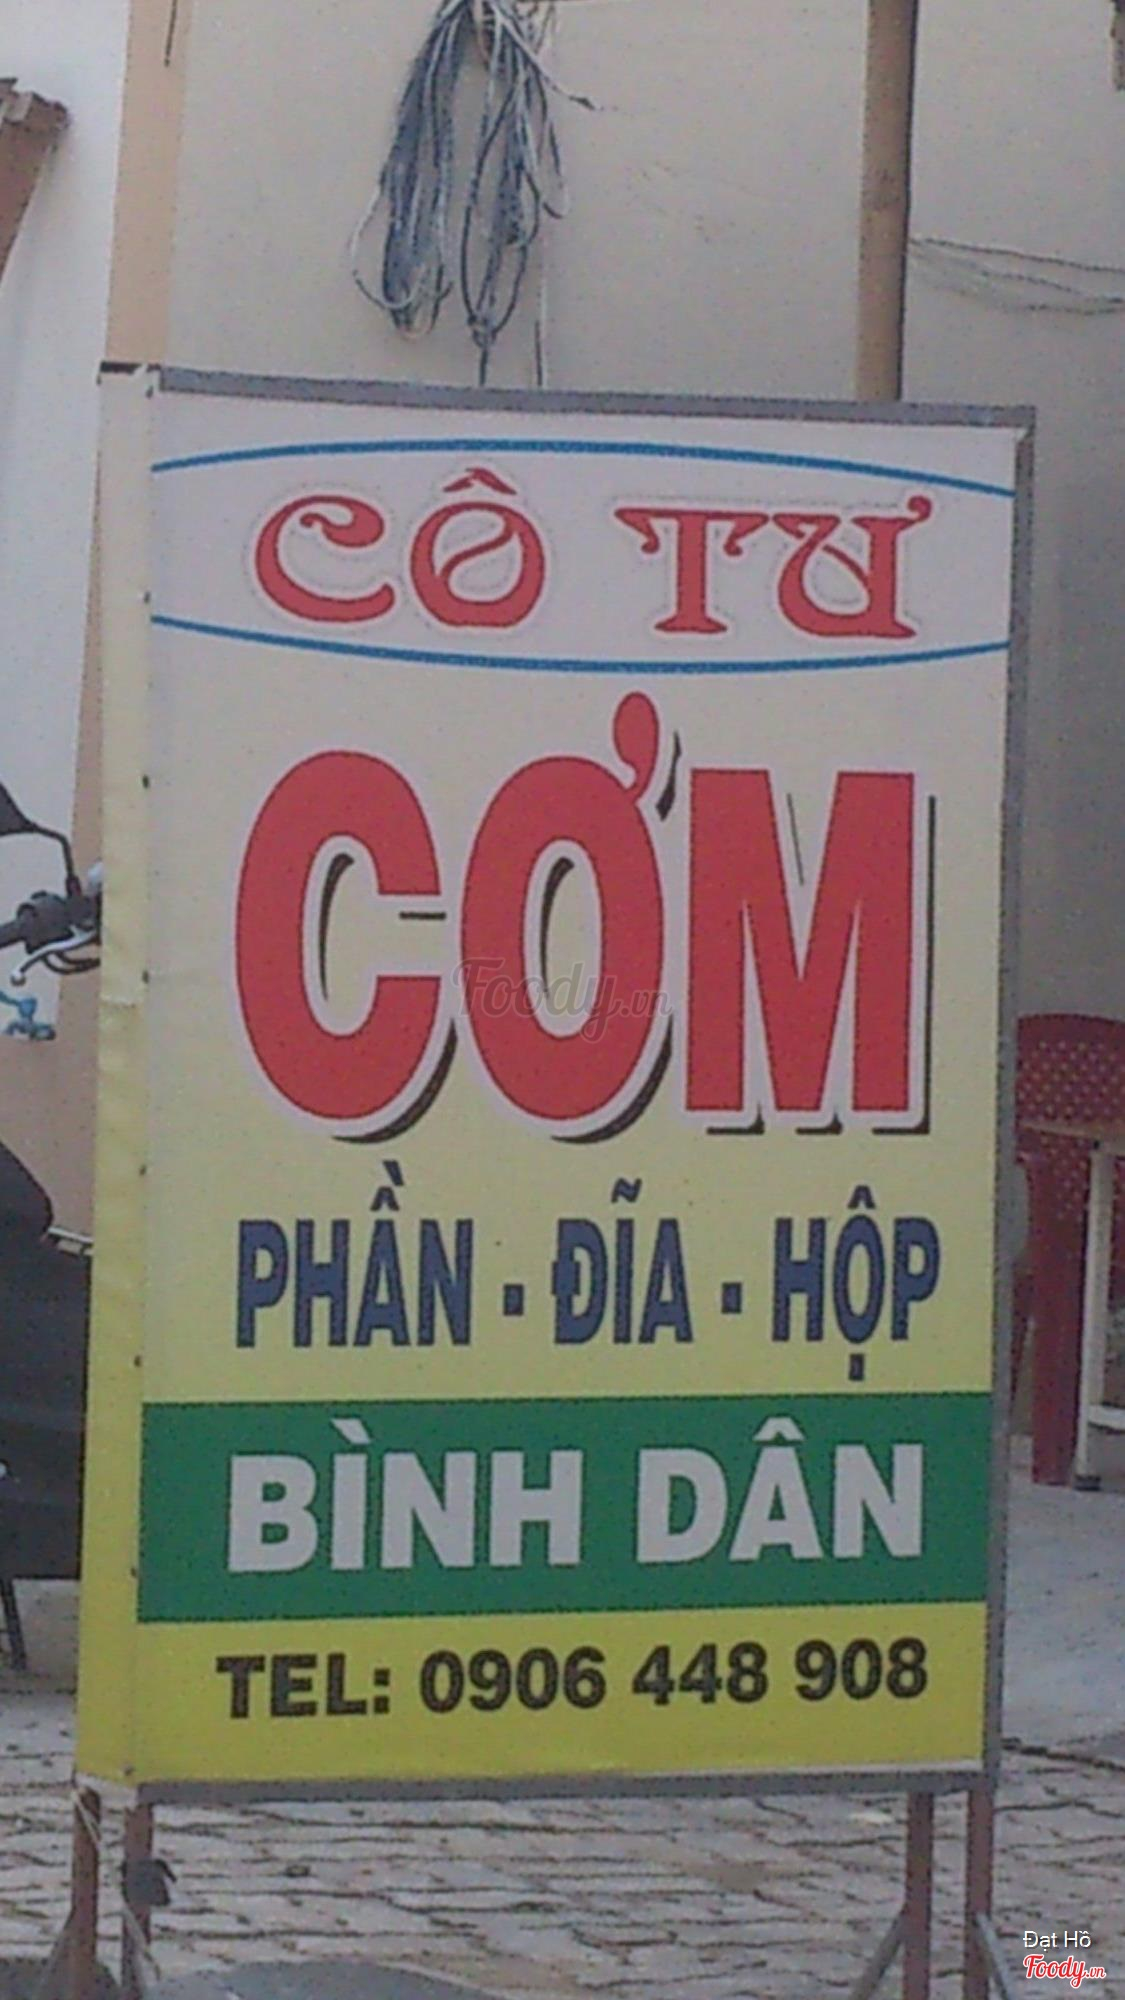 CÔ TƯ
CƠM
Foody.vn
PHẦN - ĐĨA - HỘP
BÌNH DÂN
TEL: 0906 448 908
Đạt Hồ
Foody.vn